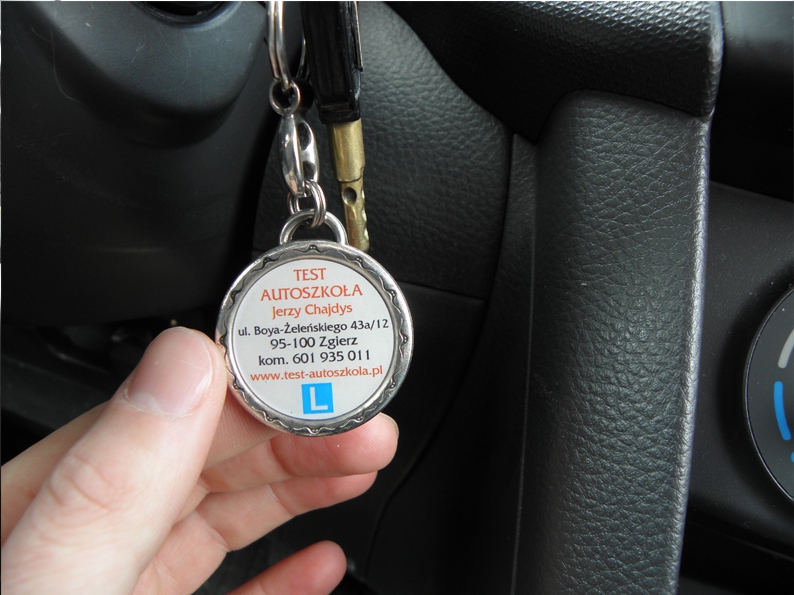 TEST
AUTOSZKOŁA
Jerzy Chajdys
ul. Boya-Żeleńskiego 43a/12
95-100 Zgierz
kom. 601 935 011
www.test-autoszkola.pl
L